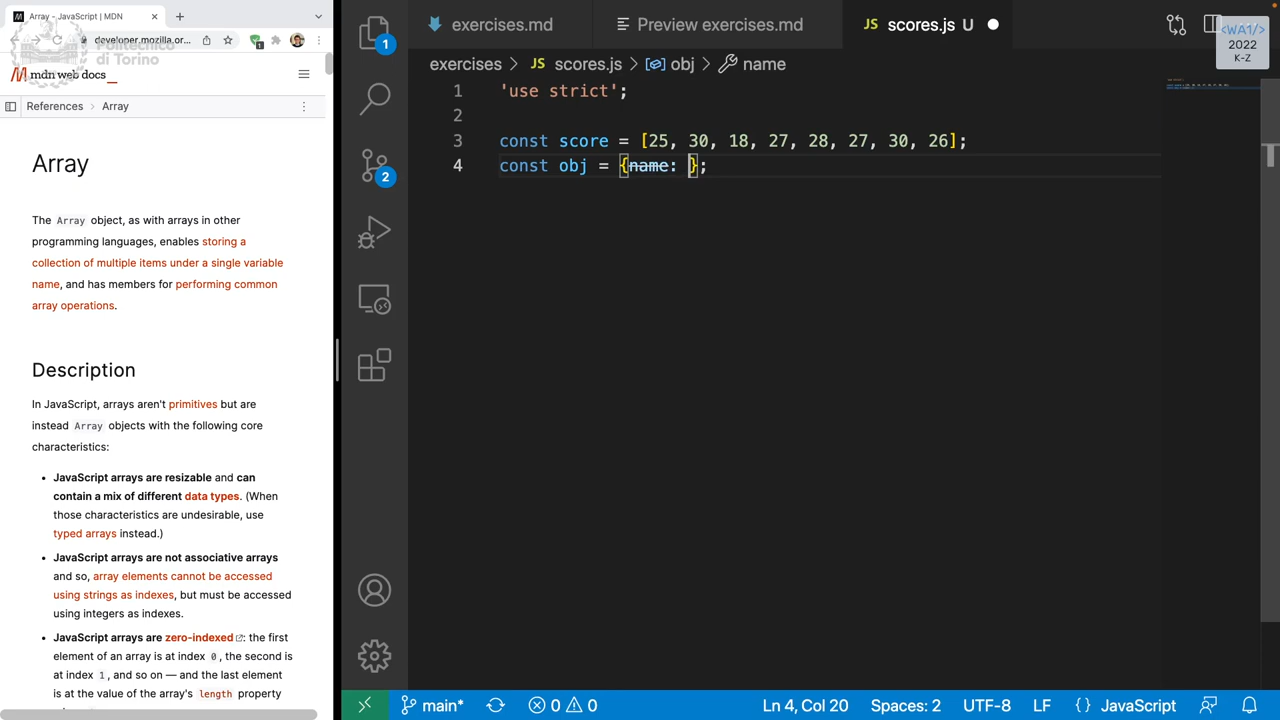 Array - JavaScript | MDN
developer.mozilla.or...
1
Politecnico
di Torino
mdn web docs
References > Array
Array
The Array object, as with arrays in other
programming languages, enables storing a
collection of multiple items under a single variable
name, and has members for performing common
array operations.
Description
In JavaScript, arrays aren't primitives but are
instead Array objects with the following core
characteristics:
• JavaScript arrays are resizable and can
contain a mix of different data types. (When
those characteristics are undesirable, use
typed arrays instead.)
• JavaScript arrays are not associative arrays
and so, array elements cannot be accessed
using strings as indexes, but must be accessed
using integers as indexes.
• JavaScript arrays are zero-indexed: the first
element of an array is at index 0, the second is
at index 1, and so on — and the last element
is at the value of the array's length property
1
2
exercises.md
Preview exercises.md
JS scores.js U
<WA1/>
2022
K-Z
exercises > JS scores.js > obj > name
1 'use strict';
2
3 const score = [25, 30, 18, 27, 28, 27, 30, 26];
4 const obj = {name: };
main*
0 0
Ln 4, Col 20
Spaces: 2
UTF-8
LF
{} JavaScript